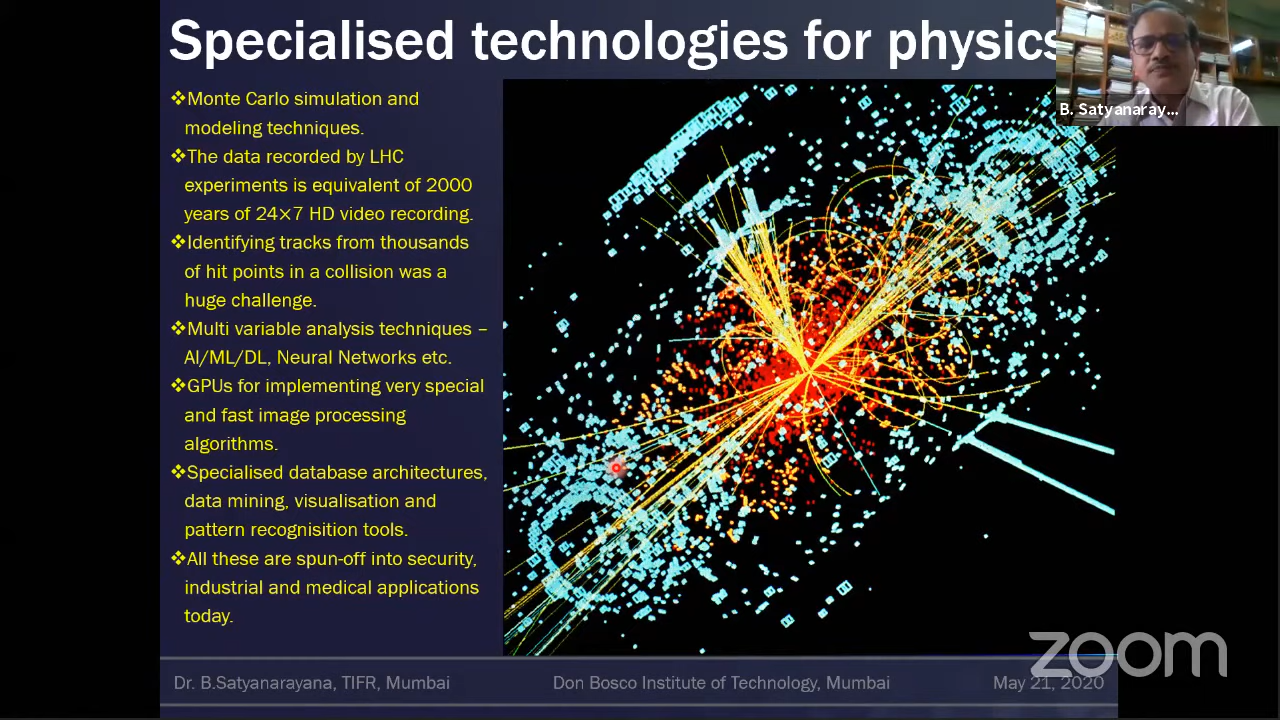 Specialised technologies for physics
B. Satyanaray...
❖Monte Carlo simulation and
modeling techniques.
❖The data recorded by LHC
experiments is equivalent of 2000
years of 24×7 HD video recording.
❖Identifying tracks from thousands
of hit points in a collision was a
huge challenge.
❖Multi variable analysis techniques –
AI/ML/DL, Neural Networks etc.
❖GPUs for implementing very special
and fast image processing
algorithms.
❖Specialised database architectures,
data mining, visualisation and
pattern recognisition tools.
❖All these are spun-off into security,
industrial and medical applications
today.
zoom
Dr. B.Satyanarayana, TIFR, Mumbai
Don Bosco Institute of Technology, Mumbai
May 21, 2020